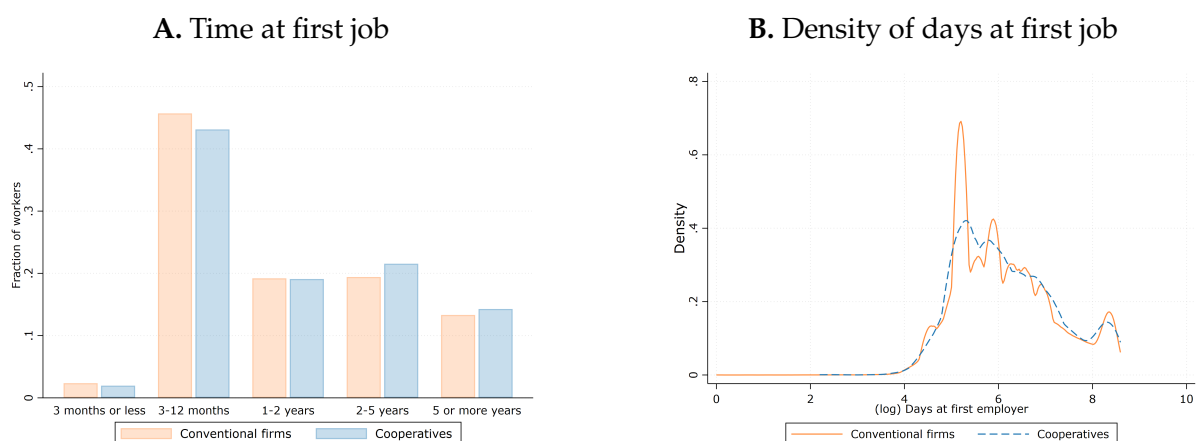 A. Time at first job
Fraction of workers
0
.1
.2
.3
.4
.5
3 months or less
3-12 months
1-2 years
2-5 years
5 or more years
Conventional firms
Cooperatives
B. Density of days at first job
Density
0
.2
.4
.6
.8
0
2
4
6
8
10
(log) Days at first employer
Conventional firms
Cooperatives